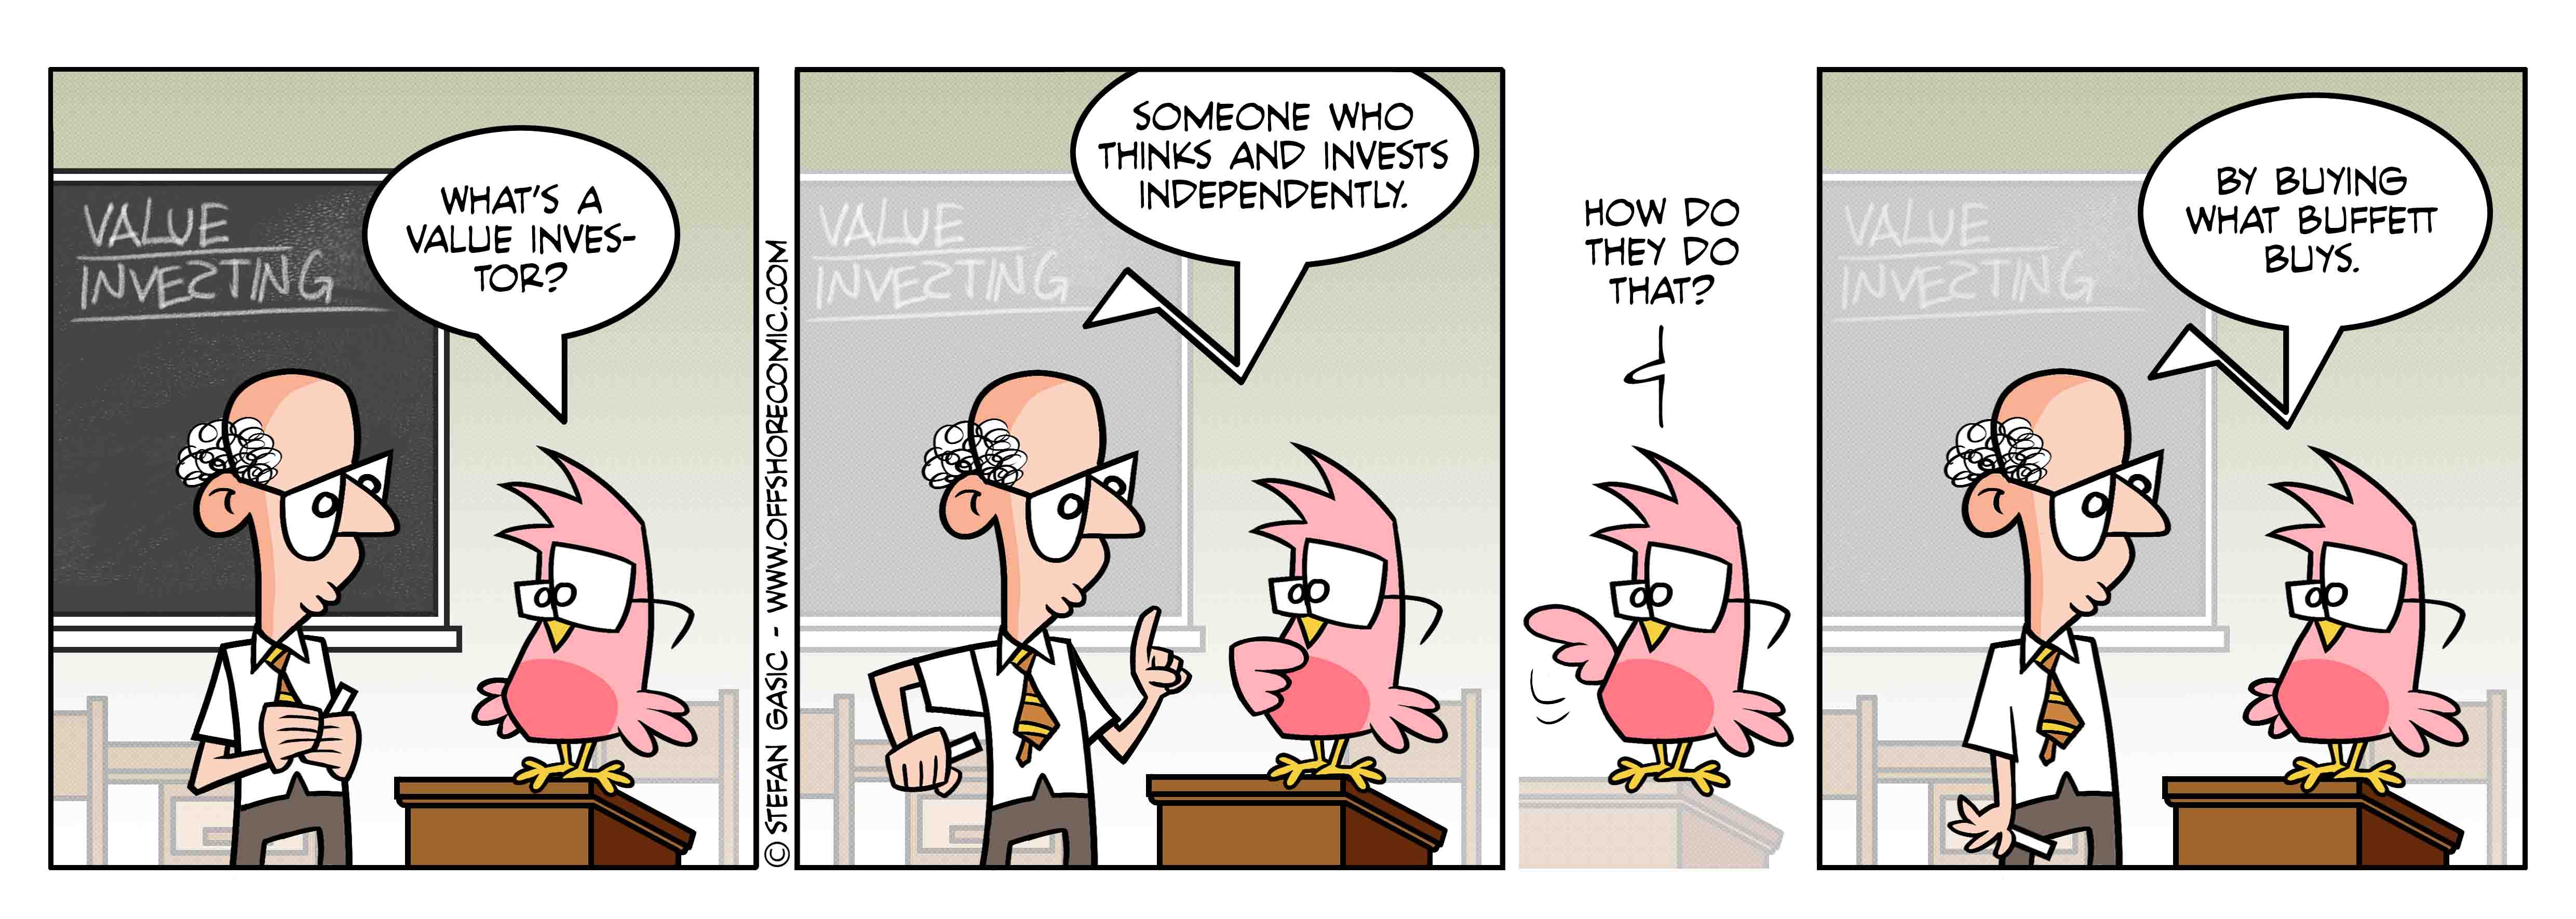 VALUE
INVESTING
WHAT'S A
VALUE INVES-
TOR?
© STEFAN GASIC - WWW.OFFSHORECOMIC.COM
VALUE
INVESTING
SOMEONE WHO
THINKS AND INVESTS
INDEPENDENTLY.
HOW DO
THEY DO
THAT?
VALUE
INVESTING
BY BUYING
WHAT BUFFETT
BUYS.